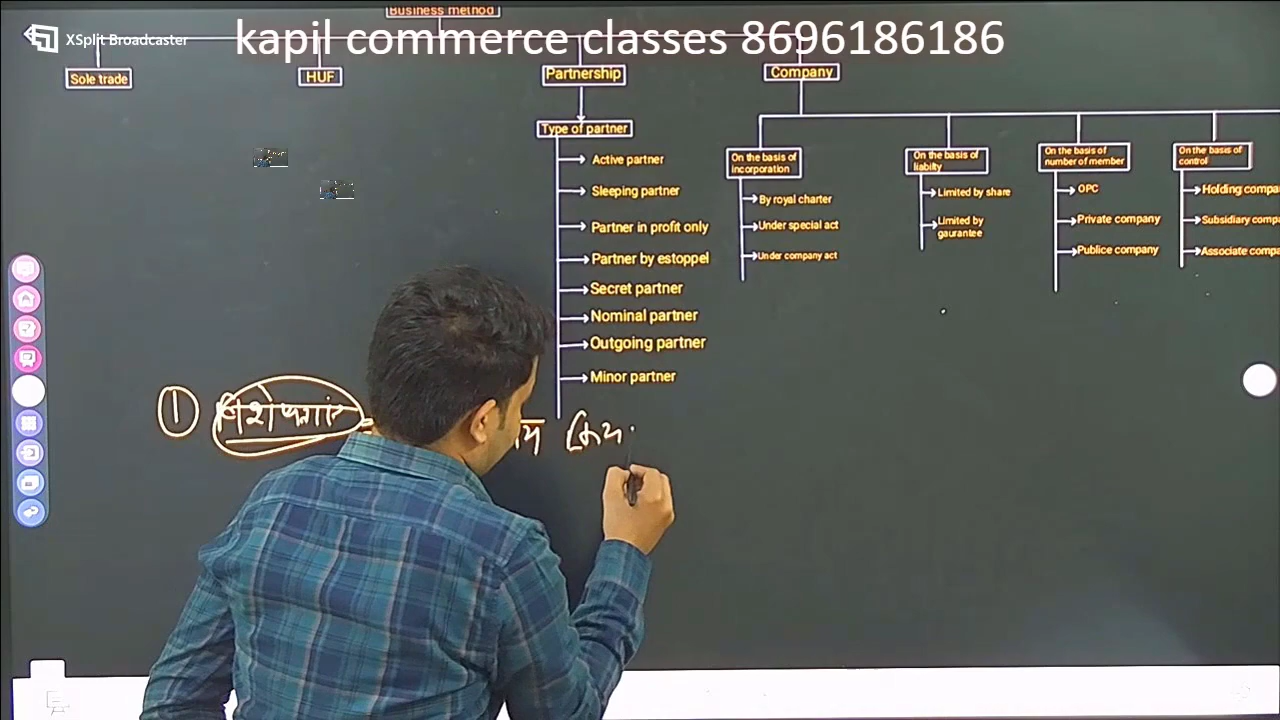 Business method
XSplit Broadcaster
kapil commerce classes 8696186186
Sole trade
HUF
Partnership
Company
Type of partner
Active partner
Sleeping partner
Partner in profit only
Partner by estoppel
Secret partner
Nominal partner
Outgoing partner
Minor partner
On the basis of
incorporation
By royal charter
Under special act
Under company act
On the basis of
liabilty
Limited by share
Limited by
gaurantee
On the basis of
number of member
OPC
Private company
Publice company
On the basis of
control
Holding compa
Subsidiary compa
Associate compa
①